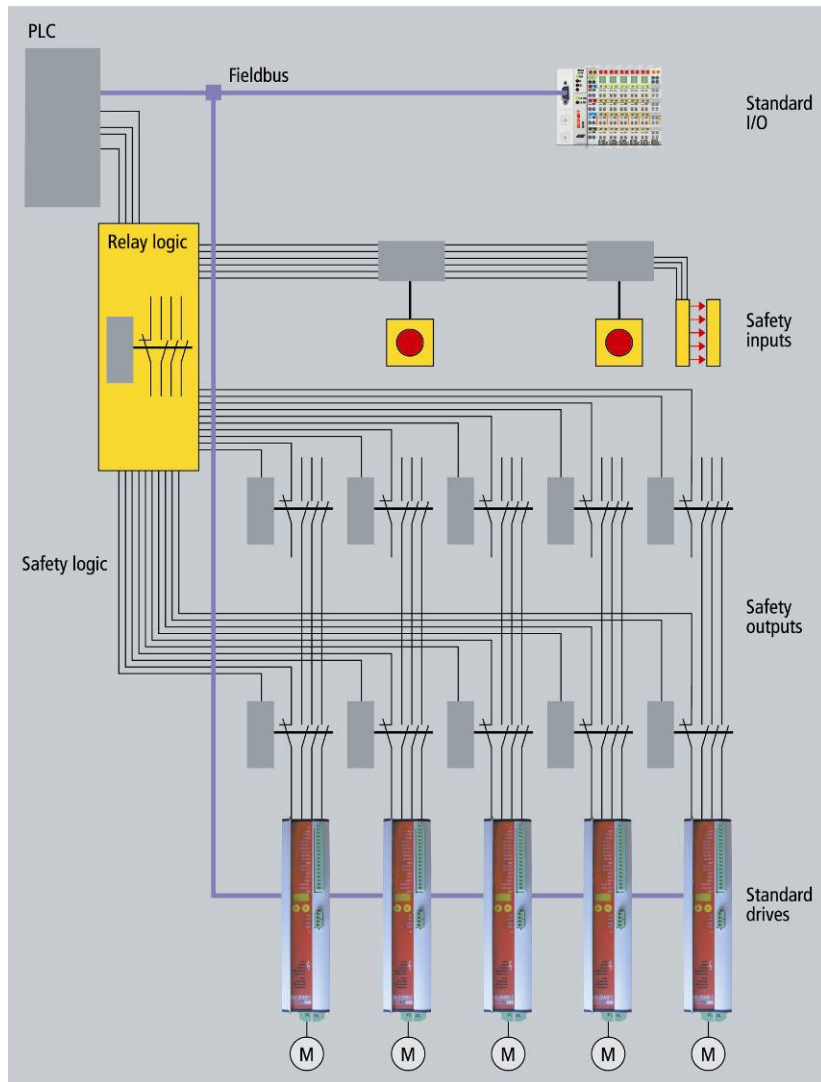 PLC
Fieldbus
Standard
I/O
Relay logic
Safety
inputs
Safety logic
Safety
outputs
Standard
drives
M
M
M
M
M